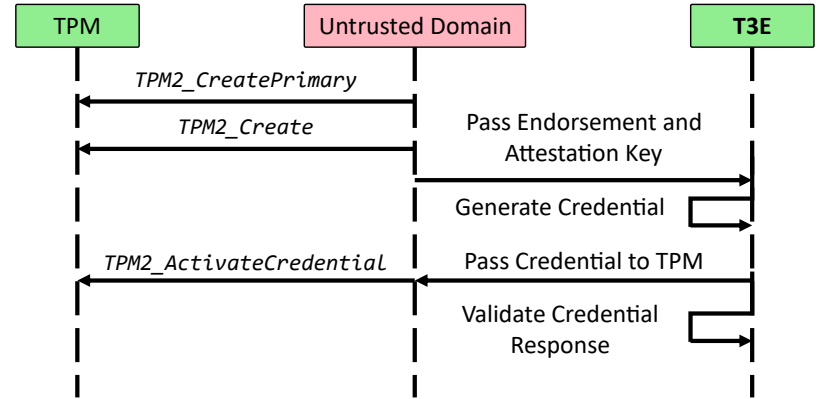 TPM
Untrusted Domain
T3E
TPM2_CreatePrimary
TPM2_Create
Pass Endorsement and
Attestation Key
Generate Credential
TPM2_ActivateCredential
Pass Credential to TPM
Validate Credential
Response